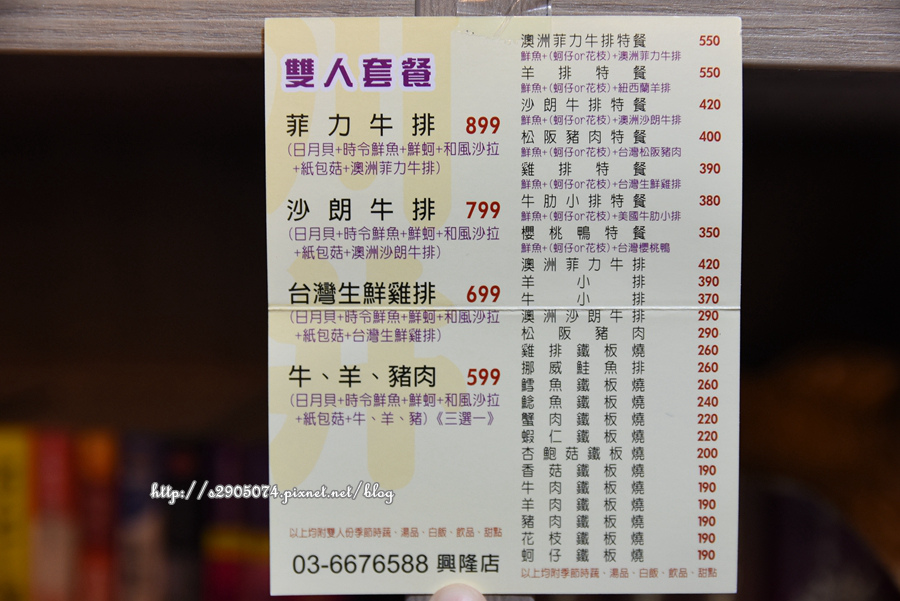 雙人套餐
菲力牛排 899
(日月貝+時令鮮魚+鮮蚵+和風沙拉
+紙包菇+澳洲菲力牛排)
沙朗牛排 799
(日月貝+時令鮮魚+鮮蚵+和風沙拉
+紙包菇+澳洲沙朗牛排)
台灣生鮮雞排 699
(日月貝+時令鮮魚+鮮蚵+和風沙拉
+紙包菇+台灣生鮮雞排)
牛、羊、豬肉 599
(日月貝+時令鮮魚+鮮蚵+和風沙拉
+紙包菇+牛、羊、豬)《三選一》
以上均附雙人份季節時蔬、湯品、白飯、飲品、甜點
03-6676588 興隆店
澳洲菲力牛排特餐 550
鮮魚+(蚵仔or花枝)+澳洲菲力牛排
羊排特餐 550
鮮魚+(蚵仔or花枝)+紐西蘭羊排
沙朗牛排特餐 420
鮮魚+(蚵仔or花枝)+澳洲沙朗牛排
松阪豬肉特餐 400
鮮魚+(蚵仔or花枝)+台灣松阪豬肉
雞排特餐 390
鮮魚+(蚵仔or花枝)+台灣生鮮雞排
牛肋小排特餐 380
鮮魚+(蚵仔or花枝)+美國牛肋小排
櫻桃鴨特餐 350
鮮魚+(蚵仔or花枝)+台灣櫻桃鴨
澳洲菲力牛排 420
羊小排 390
牛小排 370
澳洲沙朗牛排 290
松阪豬肉 290
雞排鐵板燒 260
挪威鮭魚排 260
鱈魚鐵板燒 260
鯰魚鐵板燒 240
蟹肉鐵板燒 220
蝦仁鐵板燒 220
杏鮑菇鐵板燒 200
香菇鐵板燒 190
牛肉鐵板燒 190
羊肉鐵板燒 190
豬肉鐵板燒 190
花枝鐵板燒 190
蚵仔鐵板燒 190
以上均附季節時蔬、湯品、白飯、飲品、甜點
http://s2905074.pixnet.net/blog